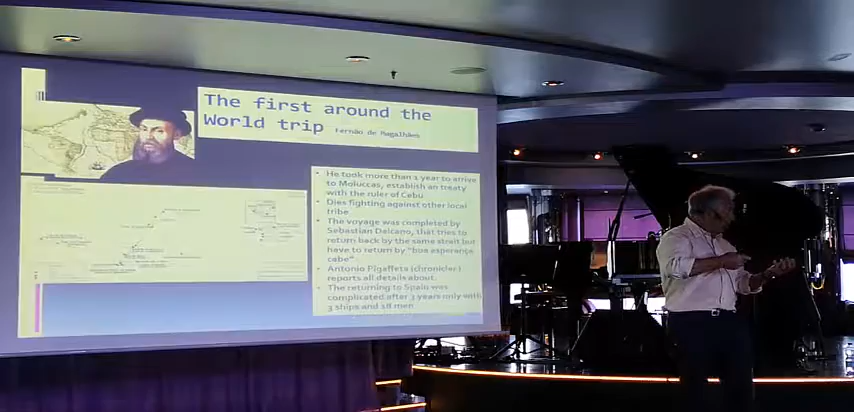 The first around the
World trip Fernão de Magalhães
• He took more than 1 year to arrive
to Moluccas, establish an treaty
with the ruler of Cebu.
• Dies fighting against other local
tribe.
• The voyage was completed by
Sebastian Delcano, that tries to
return back by the same strait but
have to return by "boa esperance
cabe"
• Antonio Pigaffeta (chronicler)
reports all details about.
• The returning to Spain was
complicated after 3 years only with
3 ships and 18 men